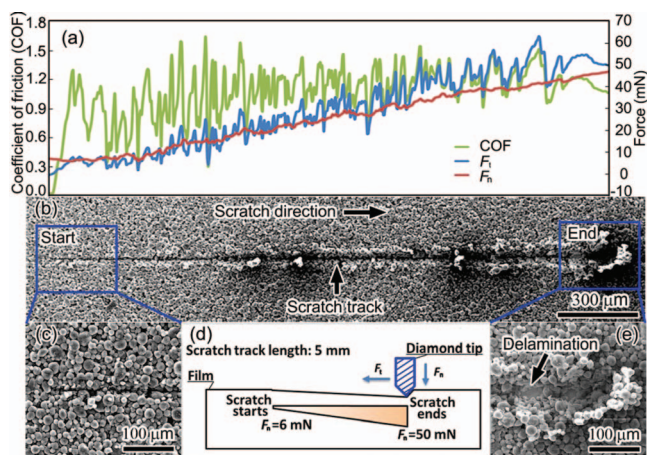 (a)
Coefficient of friction (COF)
1.8
1.5
1.2
0.9
0.6
0.3
0.0
70
60
50
40
30
20
10
0
-10
Force (mN)
COF
Ft
Fn
(b)
Scratch direction
Start
End
Scratch track
300 μm
(c)
100 μm
(d)
Scratch track length: 5 mm
Diamond tip
Ft
Fn
Film
Scratch
starts
Scratch
ends
Fn=6 mN
Fn=50 mN
(e)
Delamination
100 μm